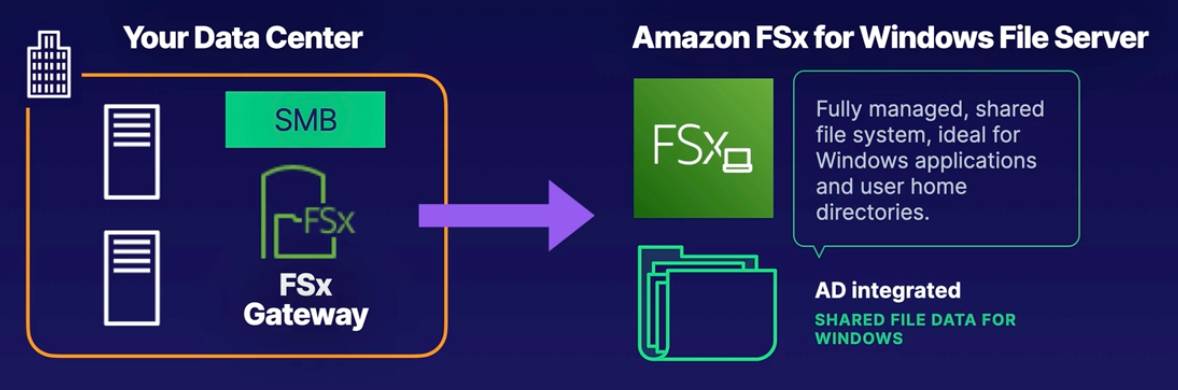 Your Data Center
SMB
FSx
FSx
Gateway
Amazon FSx for Windows File Server
FSx
Fully managed, shared
file system, ideal for
Windows applications
and user home
directories.
AD integrated
SHARED FILE DATA FOR
WINDOWS